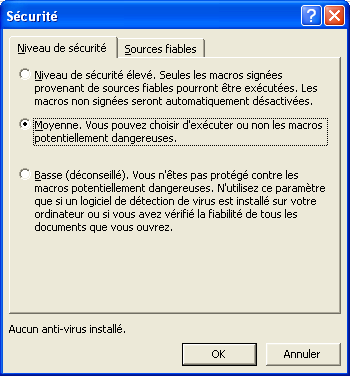 Sécurité
Niveau de sécurité
Sources fiables
Niveau de sécurité élevé. Seules les macros signées
provenant de sources fiables pourront être exécutées. Les
macros non signées seront automatiquement désactivées.
Moyenne. Vous pouvez choisir d'exécuter ou non les macros
potentiellement dangereuses.
Basse (déconseillé). Vous n'êtes pas protégé contre les
macros potentiellement dangereuses. N'utilisez ce paramètre
que si un logiciel de détection de virus est installé sur votre
ordinateur ou si vous avez vérifié la fiabilité de tous les
documents que vous ouvrez.
Aucun anti-virus installé.
OK
Annuler